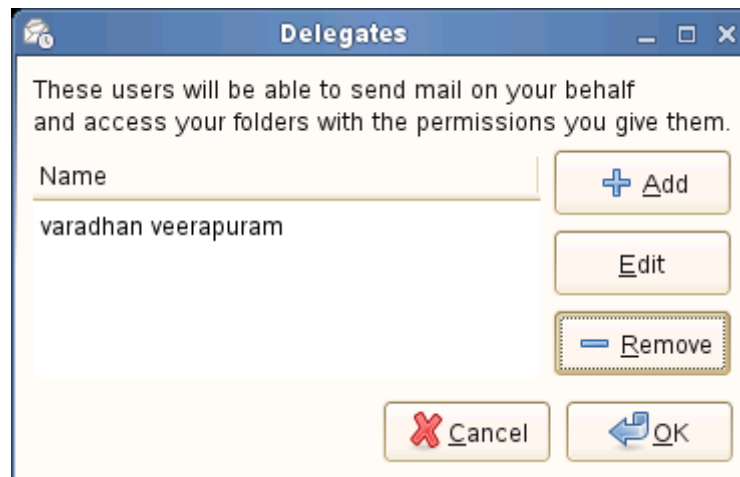 Delegates
These users will be able to send mail on your behalf
and access your folders with the permissions you give them.
Name
Add
varadhan veerapuram
Edit
Remove
Cancel
OK